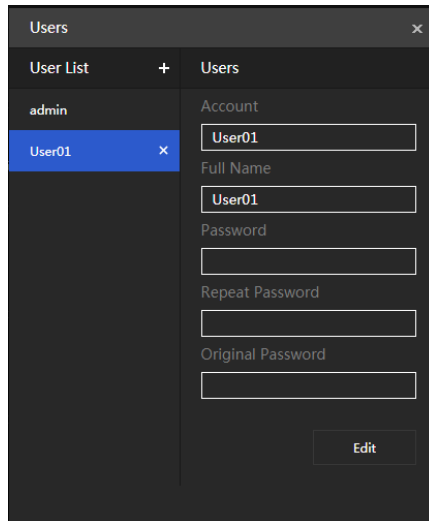 Users ×
User List + Users
admin
User01 ×
Account
User01
Full Name
User01
Password
Repeat Password
Original Password
Edit